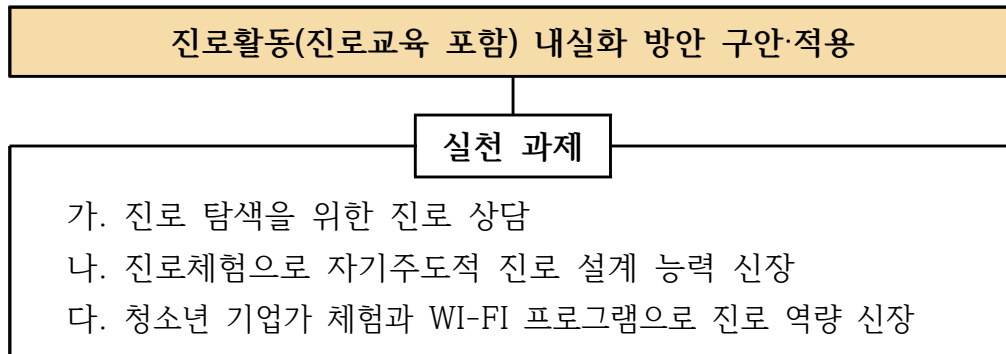 진로활동(진로교육 포함) 내실화 방안 구안·적용
실천 과제
가. 진로 탐색을 위한 진로 상담
나. 진로체험으로 자기주도적 진로 설계 능력 신장
다. 청소년 기업가 체험과 WI-FI 프로그램으로 진로 역량 신장